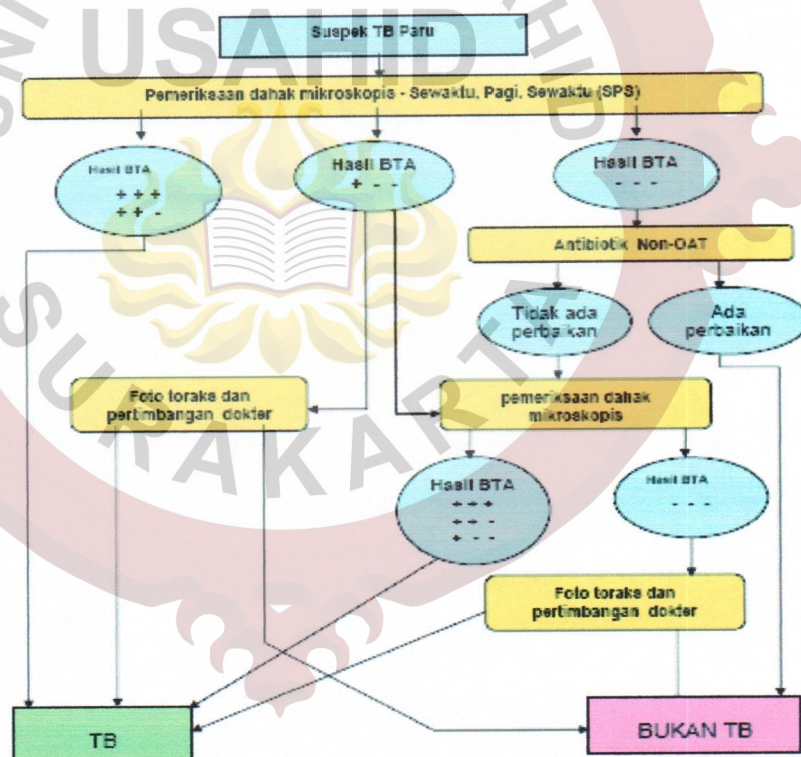 USAHID
SURAKARTA
Suspek TB Paru
Pemeriksaan dahak mikroskopis - Sewaktu, Pagi, Sewaktu (SPS)
Hasil BTA
+ + +
+ + -
Hasil BTA
+ - -
Hasil BTA
- - -
Antibiotik Non-OAT
Tidak ada
perbaikan
Ada
perbaikan
Foto toraks dan
pertimbangan dokter
pemeriksaan dahak
mikroskopis
Hasil BTA
+ + +
+ + -
+ - -
Hasil BTA
- - -
Foto toraks dan
pertimbangan dokter
TB
BUKAN TB